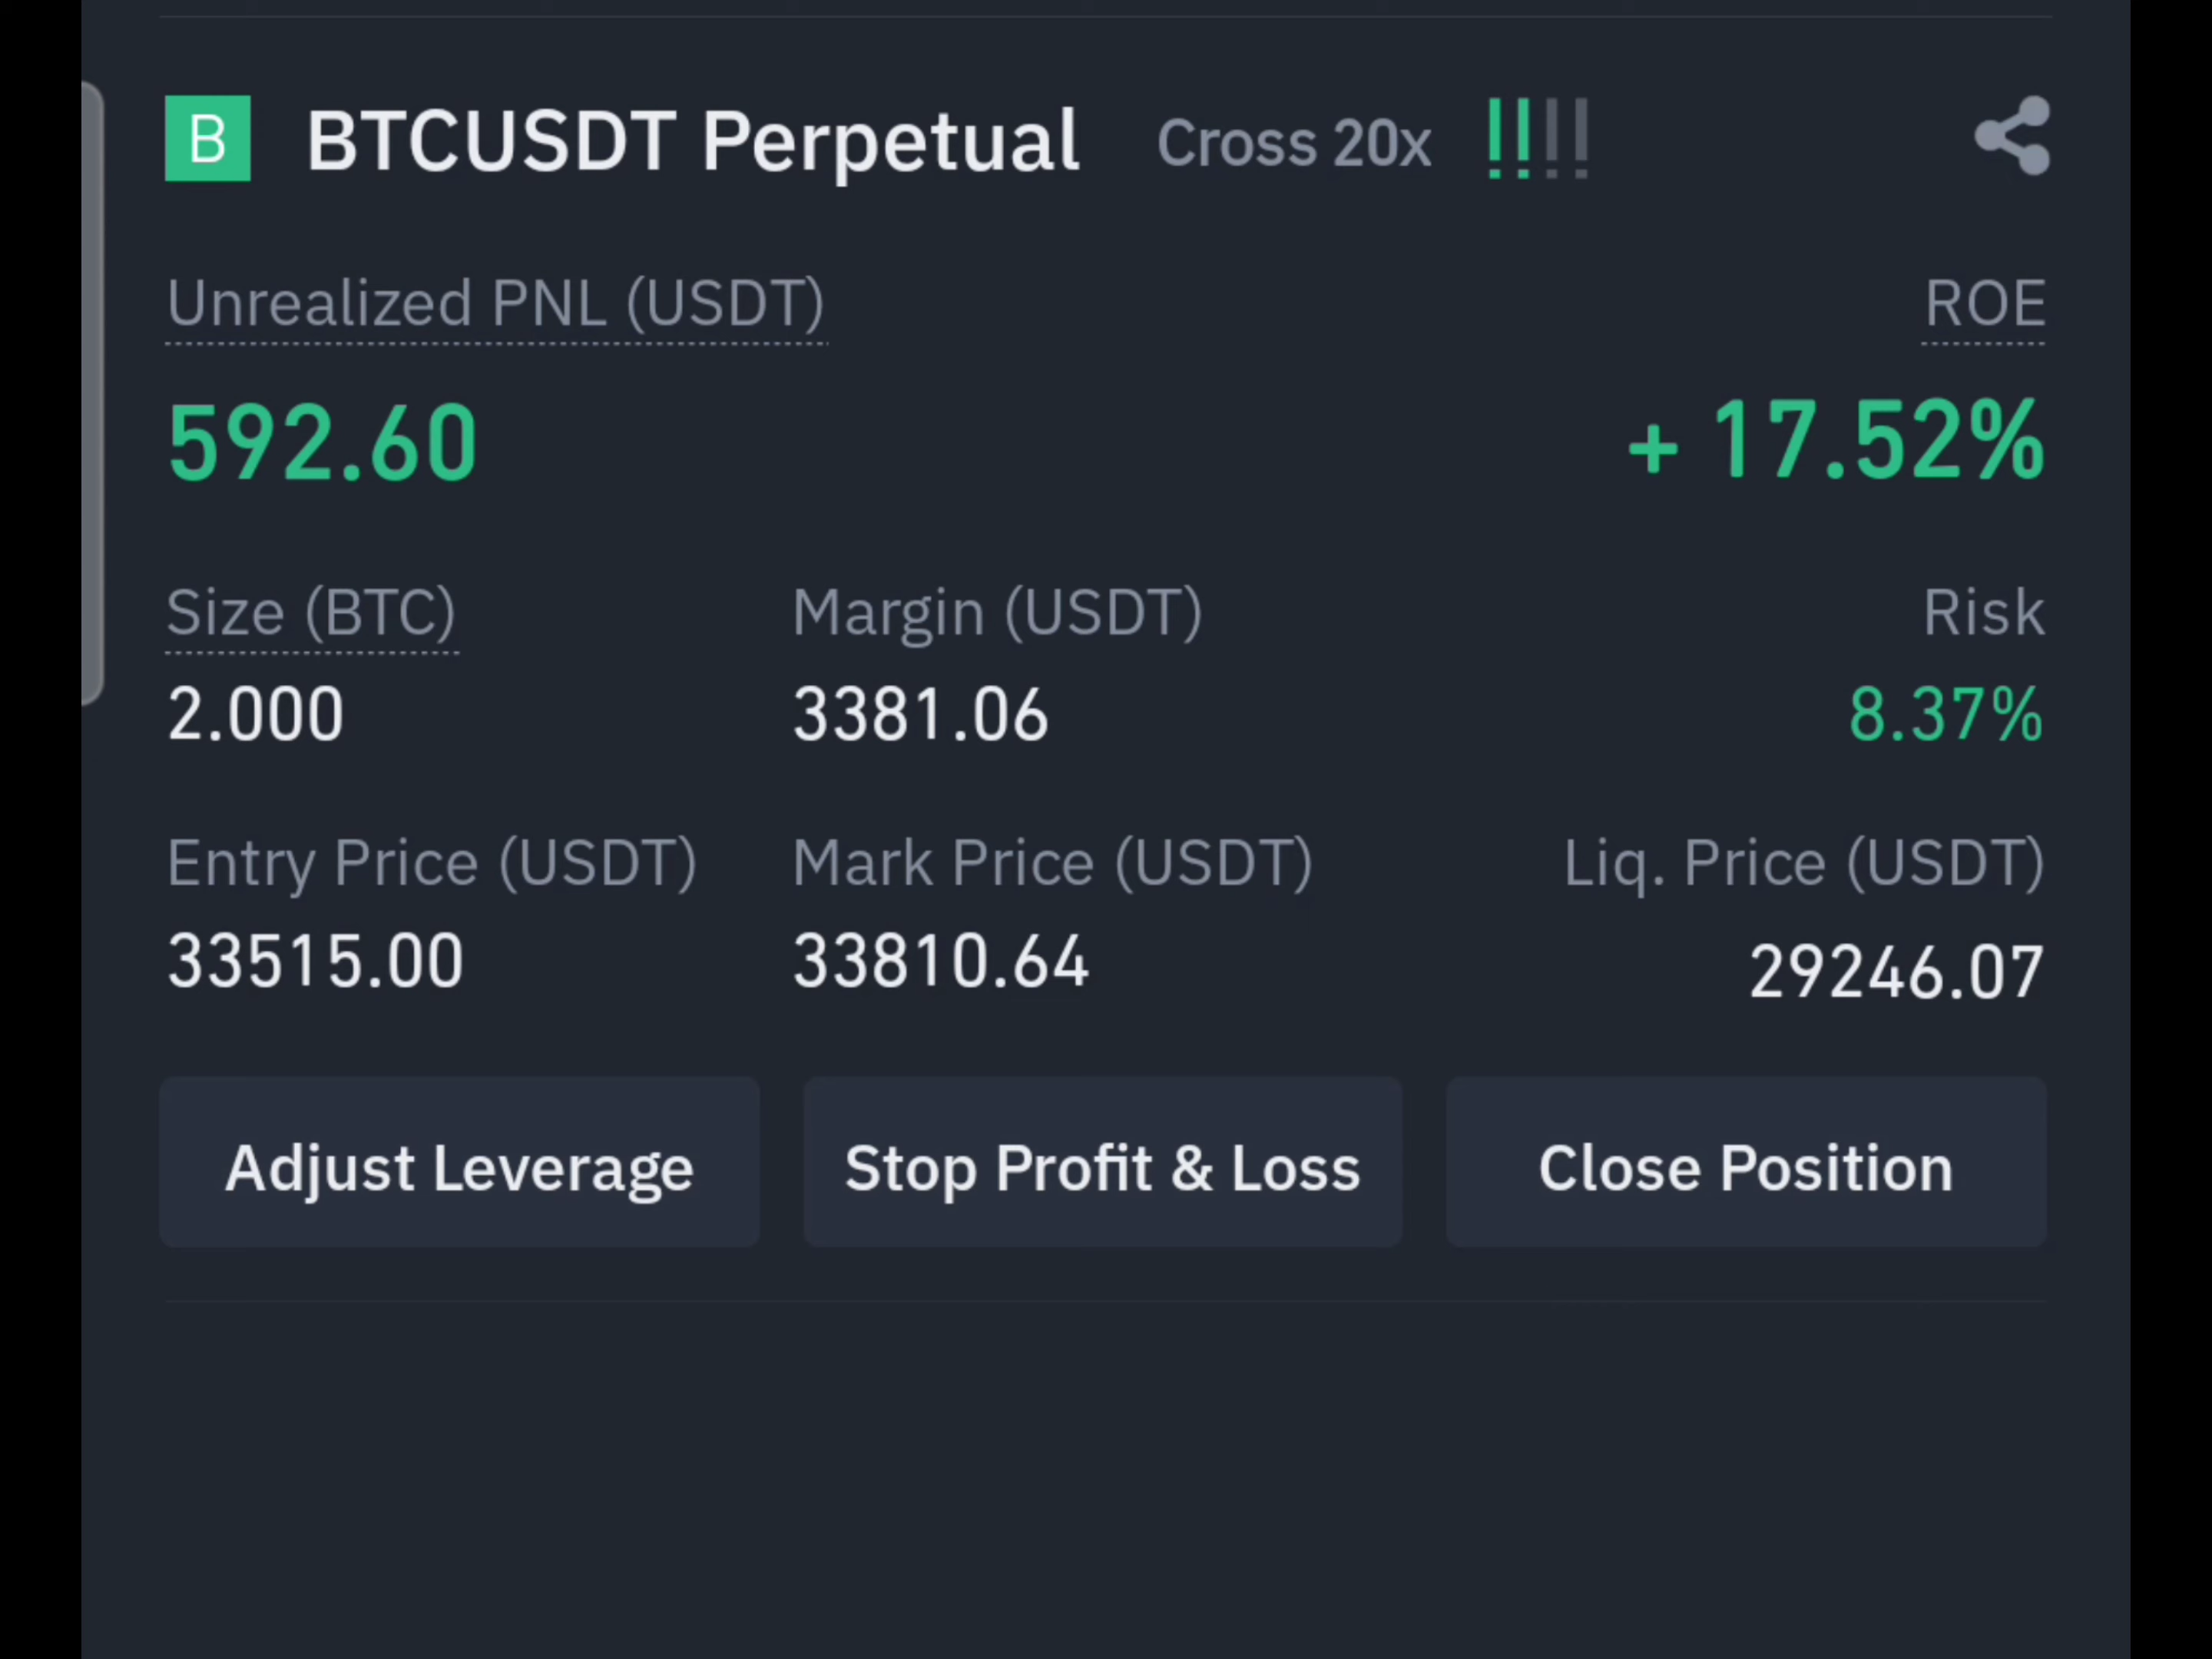 B BTCUSDT Perpetual Cross 20x
Unrealized PNL (USDT) ROE
592.60 + 17.52%
Size (BTC) Margin (USDT) Risk
2.000 3381.06 8.37%
Entry Price (USDT) Mark Price (USDT) Liq. Price (USDT)
33515.00 33810.64 29246.07
Adjust Leverage Stop Profit & Loss Close Position